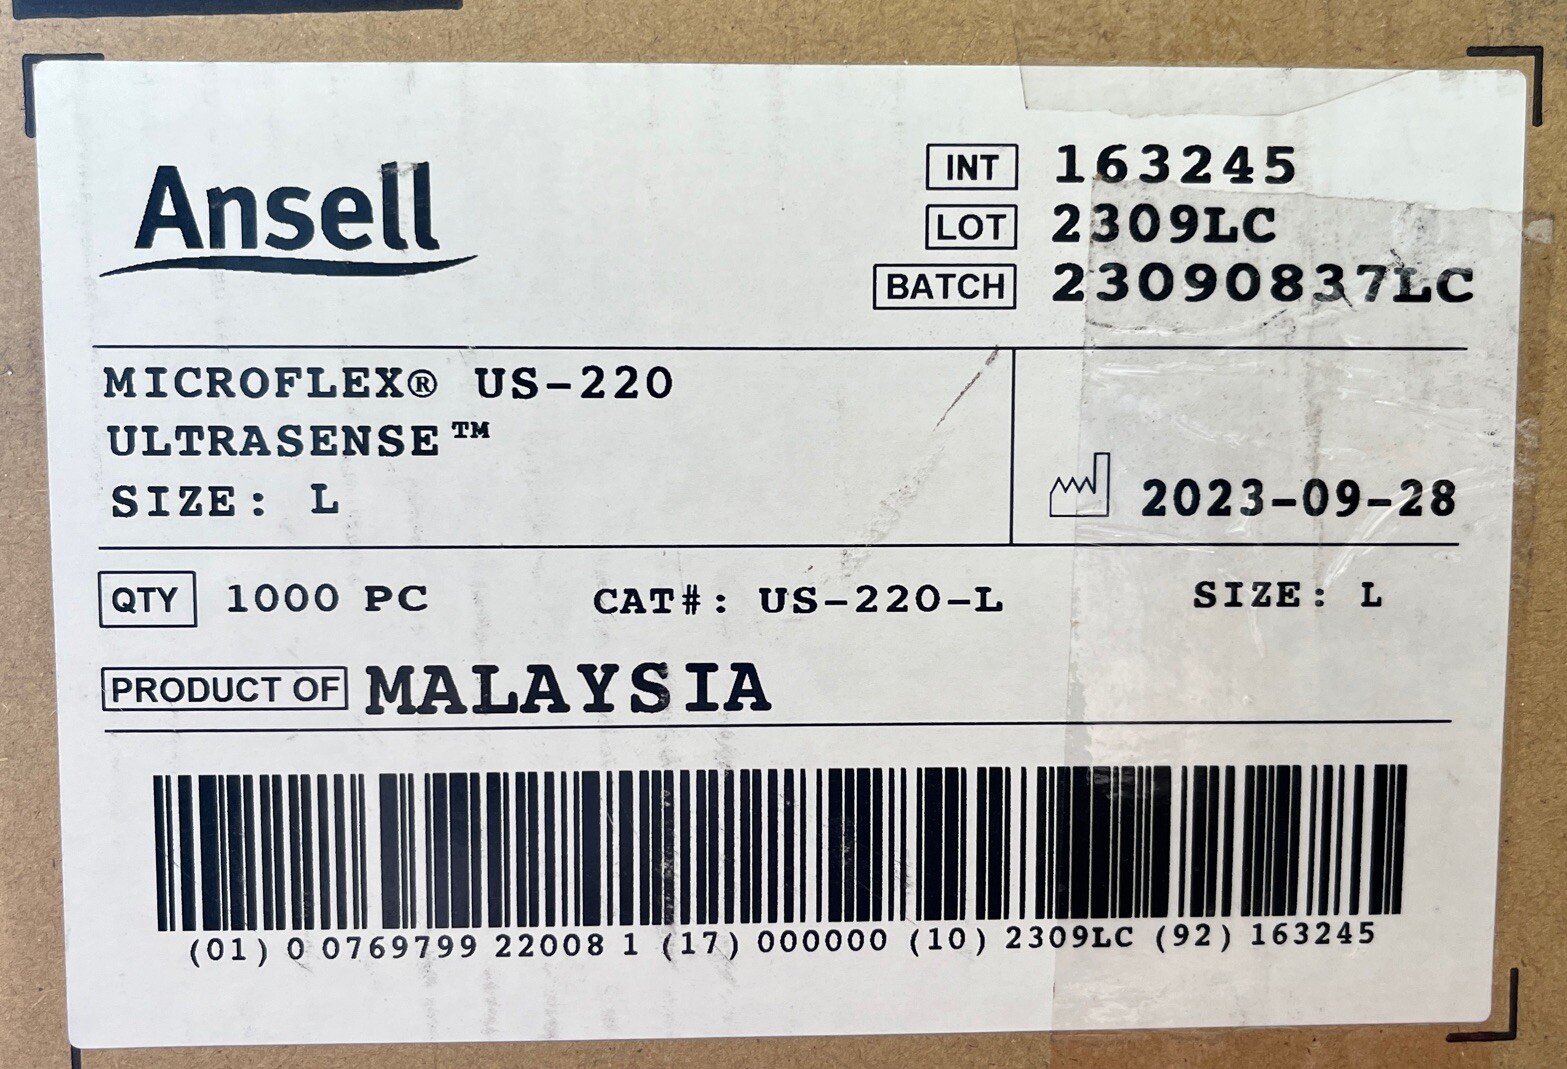 Ansell
INT 163245
LOT 2309LC
BATCH 23090837LC
MICROFLEX® US-220
ULTRASENSE™
SIZE: L
2023-09-28
QTY 1000 PC CAT#: US-220-L SIZE: L
PRODUCT OF MALAYSIA
(01) 0 0769799 22008 1 (17) 000000 (10) 2309LC (92) 163245